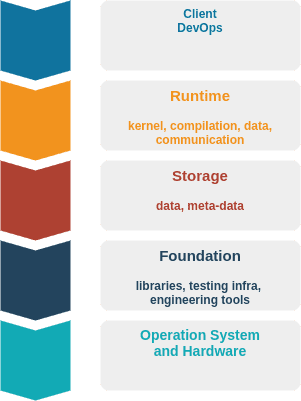 Client
DevOps
Runtime
kernel, compilation, data,
communication
Storage
data, meta-data
Foundation
libraries, testing infra,
engineering tools
Operation System
and Hardware